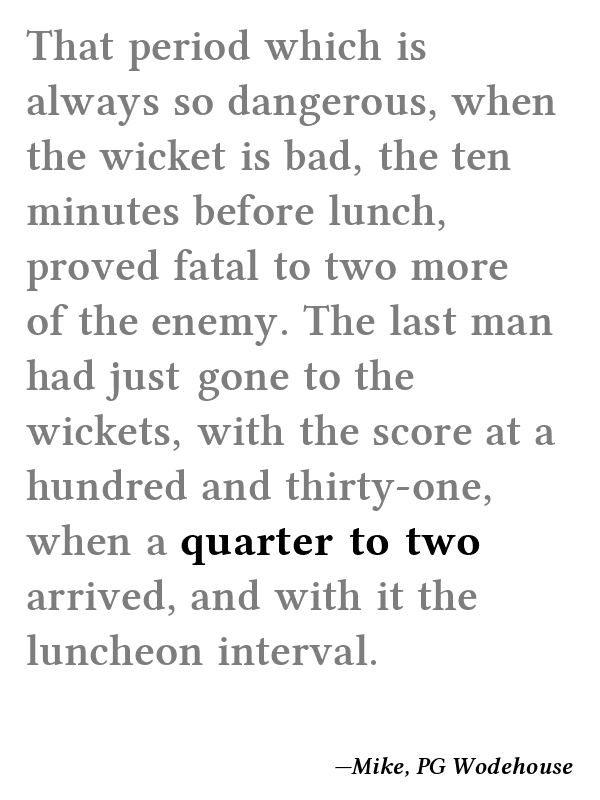 That period which is
always so dangerous, when
the wicket is bad, the ten
minutes before lunch,
proved fatal to two more
of the enemy. The last man
had just gone to the
wickets, with the score at a
hundred and thirty-one,
when a quarter to two
arrived, and with it the
luncheon interval.
—Mike, PG Wodehouse